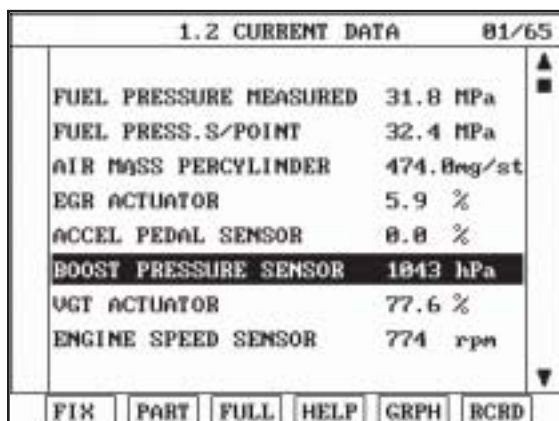 1.2 CURRENT DATA 01/65
FUEL PRESSURE MEASURED 31.8 MPa
FUEL PRESS.S/POINT 32.4 MPa
AIR MASS PERCYLINDER 474.0mg/st
EGR ACTUATOR 5.9 %
ACCEL PEDAL SENSOR 0.0 %
BOOST PRESSURE SENSOR 1043 hPa
VGT ACTUATOR 77.6 %
ENGINE SPEED SENSOR 774 rpm
FIX PART FULL HELP GRPH RCRD